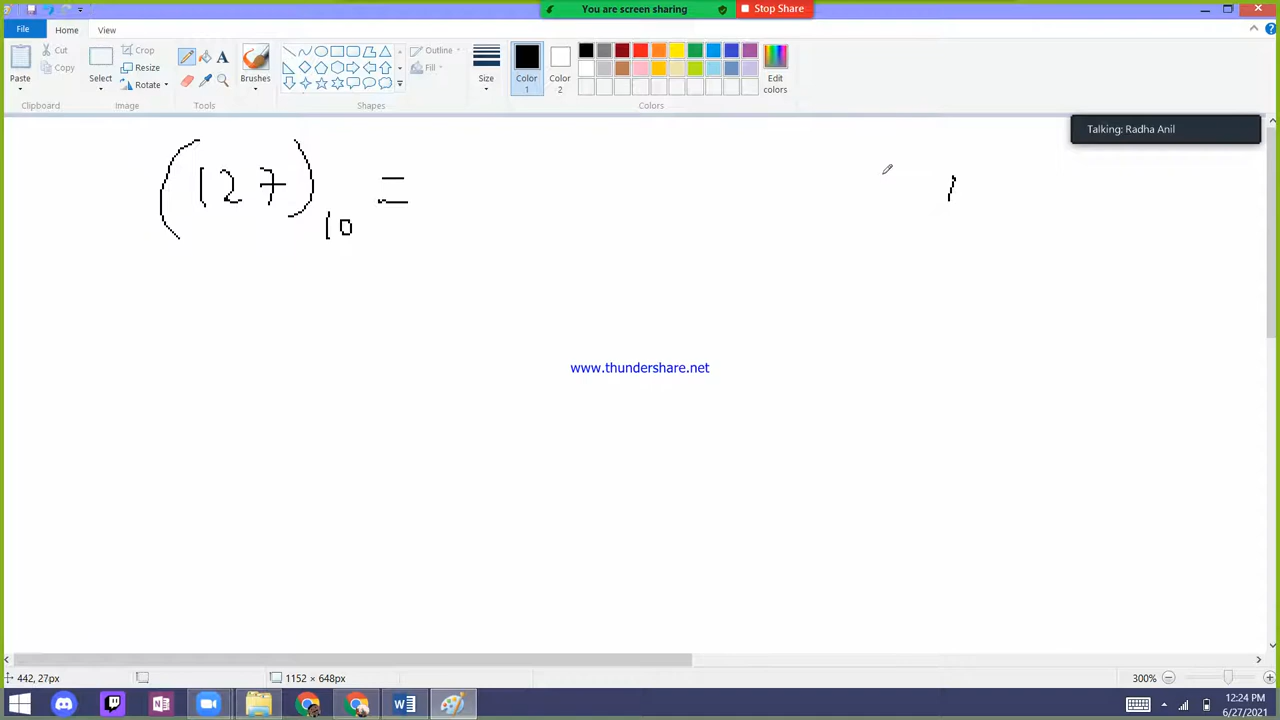 You are screen sharing Stop Share
File Home View
Paste Cut Copy Select Crop Resize Rotate Brushes Outline Fill Size Color 1 Color 2 Edit colors
Clipboard Image Tools Shapes Colors
Talking: Radha Anil
(127)10 = 1
www.thundershare.net
442, 27px 1152 × 648px 300%
12:24 PM
6/27/2021